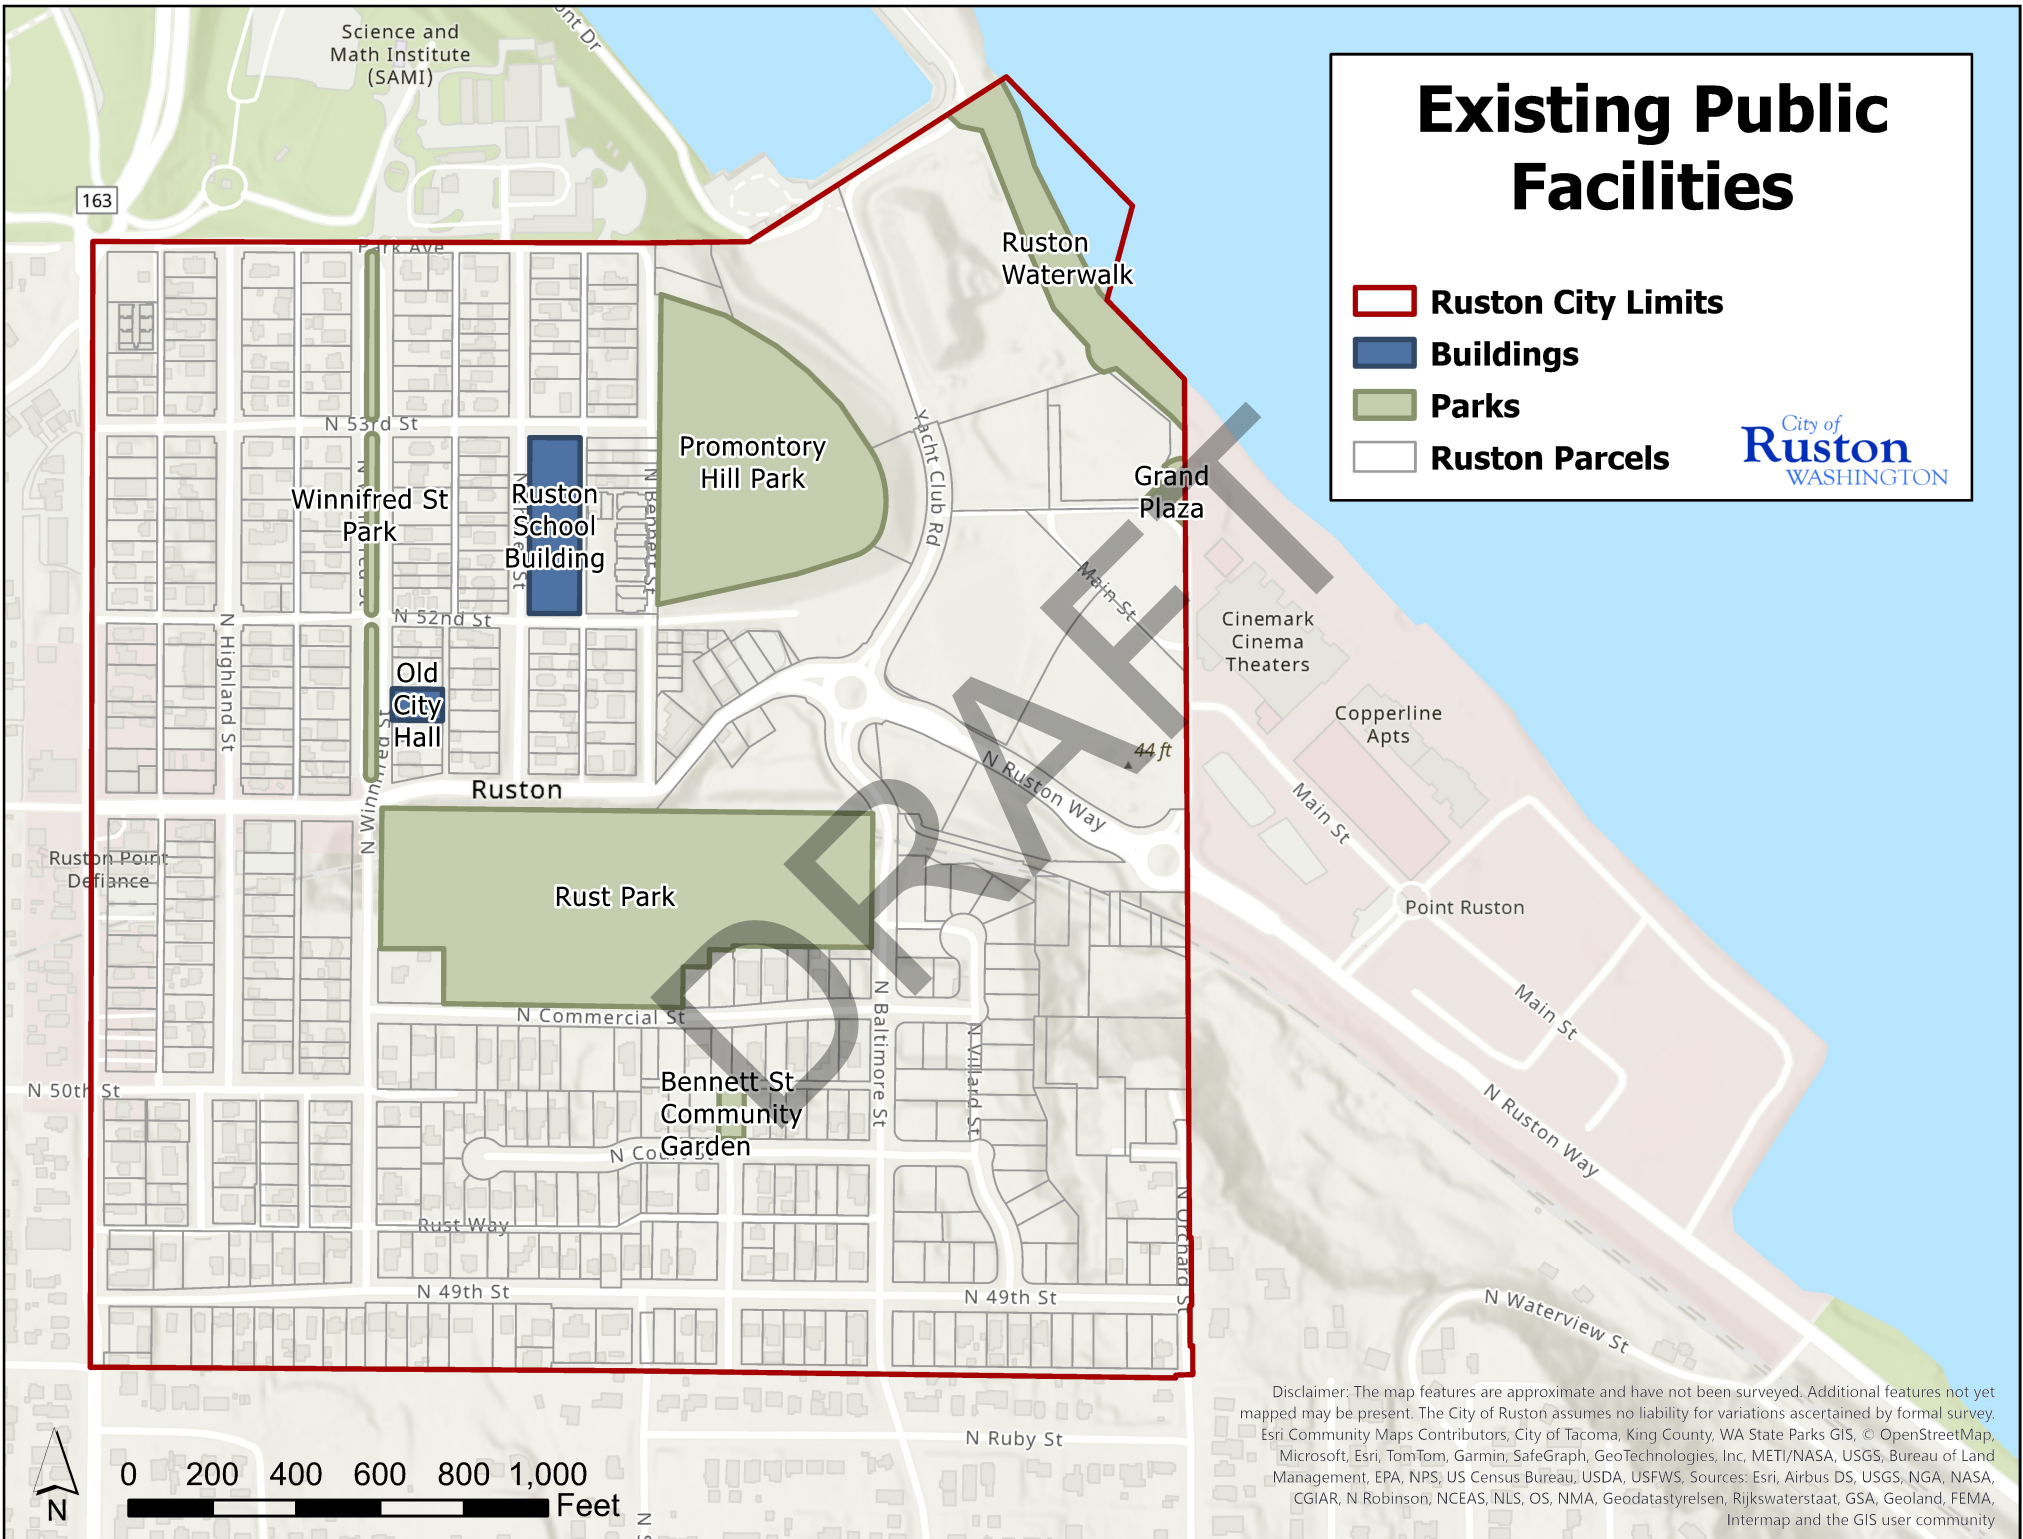 Existing Public
Facilities
Ruston City Limits
Buildings
Parks
Ruston Parcels
City of
Ruston
WASHINGTON
Science and
Math Institute
(SAMI)
163
Park Ave
Ruston
Waterwalk
N 53rd St
Promontory
Hill Park
Yacht Club Rd
Winnifred St
Park
Ruston
School
Building
N Bennett St
Grand
Plaza
Main St
N 52nd St
N Highland St
Old
City
Hall
Cinemark
Cinema
Theaters
Copperline
Apts
44 ft
N Ruston Way
Main St
Ruston
N Winnifred St
Ruston Point
Defiance
Rust Park
Point Ruston
DRAFT
N Commercial St
N Baltimore St
N Villard St
Main St
N 50th St
Bennett St
Community
Garden
N Court St
N Ruston Way
Rust Way
N Orchard St
N 49th St
N 49th St
N Waterview St
N Ruby St
0 200 400 600 800 1,000
Feet
N
N
Disclaimer: The map features are approximate and have not been surveyed. Additional features not yet
mapped may be present. The City of Ruston assumes no liability for variations ascertained by formal survey.
Esri Community Maps Contributors, City of Tacoma, King County, WA State Parks GIS, © OpenStreetMap,
Microsoft, Esri, TomTom, Garmin, SafeGraph, GeoTechnologies, Inc, METI/NASA, USGS, Bureau of Land
Management, EPA, NPS, US Census Bureau, USDA, USFWS, Sources: Esri, Airbus DS, USGS, NGA, NASA,
CGIAR, N Robinson, NCEAS, NLS, OS, NMA, Geodatastyrelsen, Rijkswaterstaat, GSA, Geoland, FEMA,
Intermap and the GIS user community